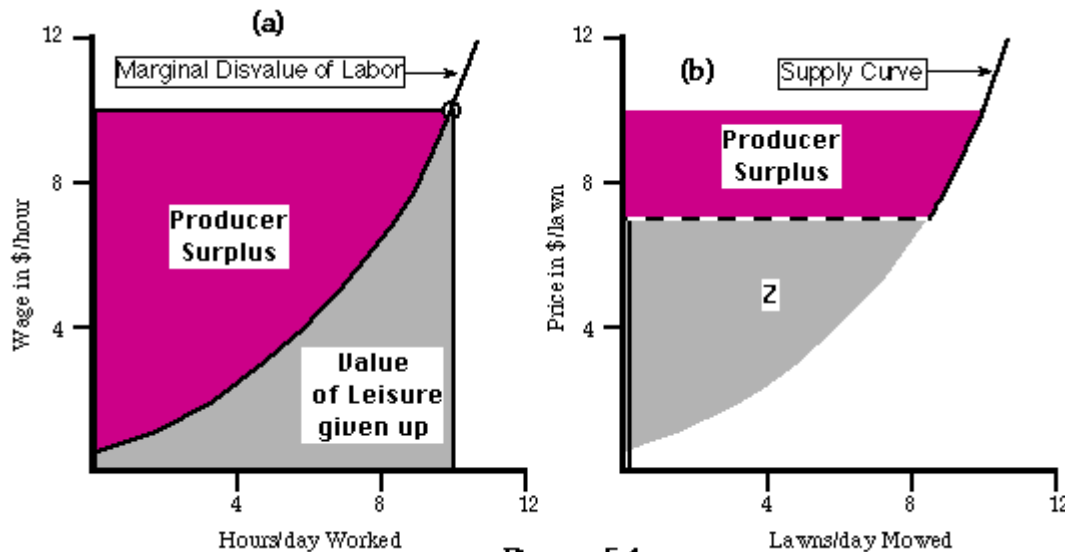 (a)
12
Marginal Disvalue of Labor
8
4
Wage in $/hour
Producer
Surplus
Value
of Leisure
given up
4
8
12
Hours/day Worked
(b)
12
Supply Curve
8
4
Price in $/lawn
Producer
Surplus
Z
4
8
12
Lawns/day Mowed